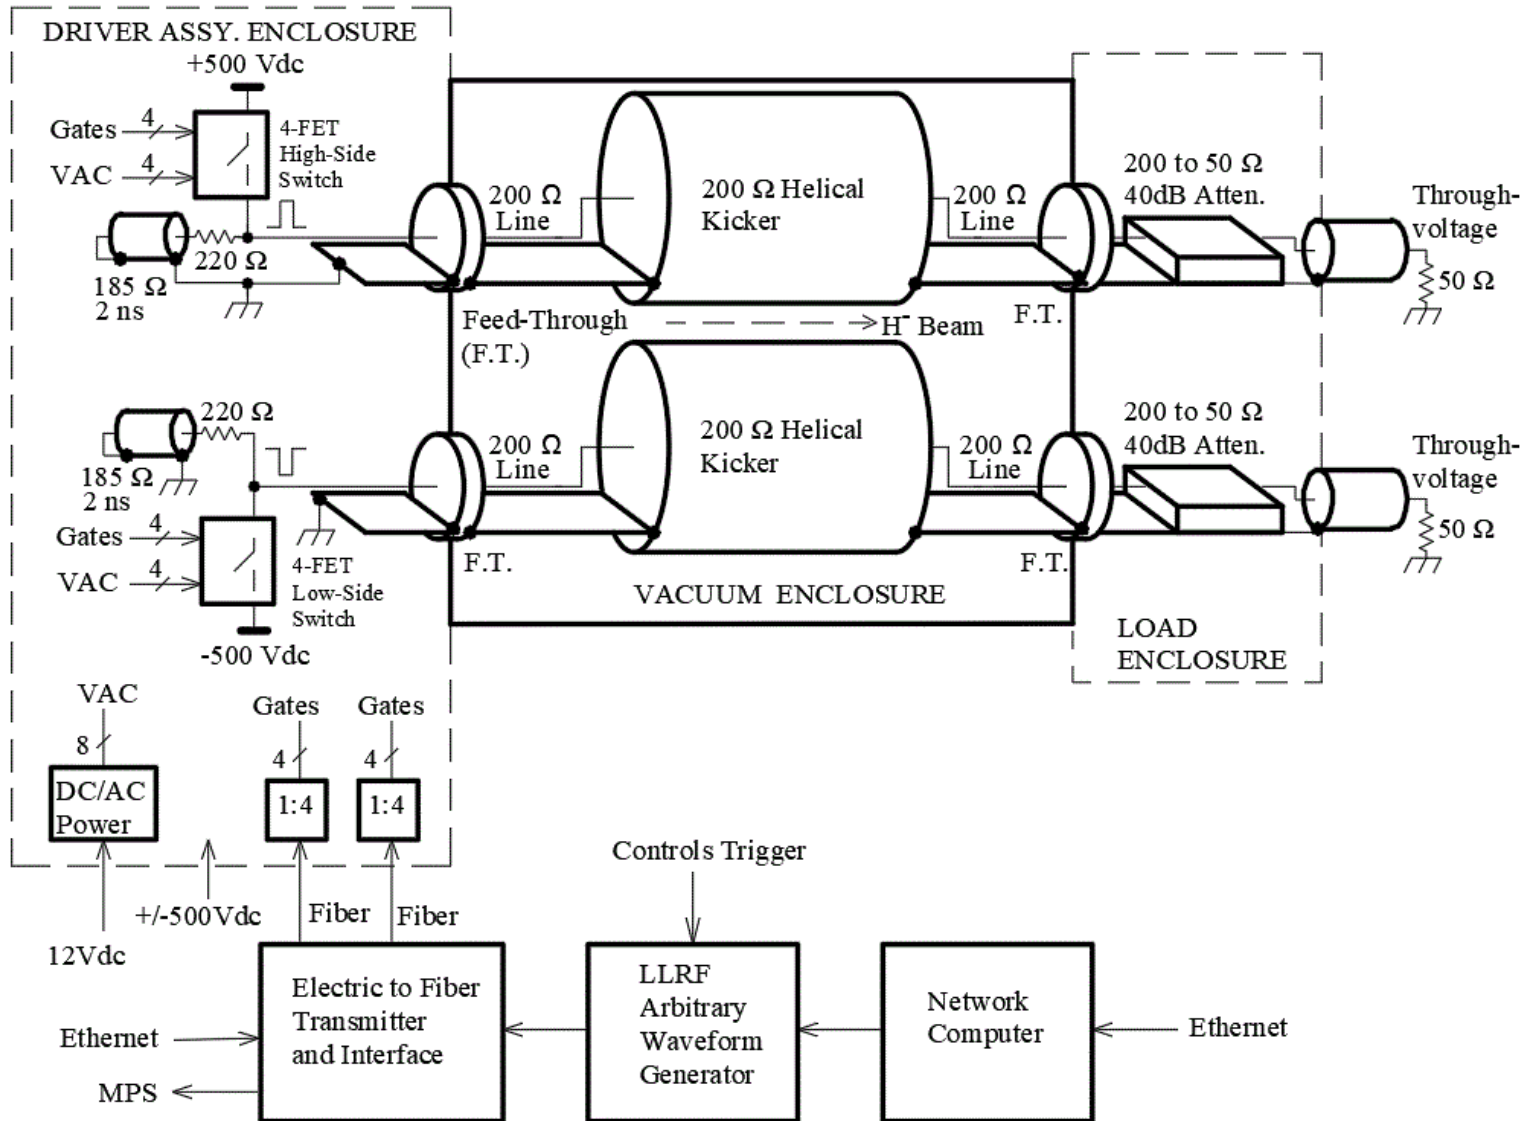 DRIVER ASSY. ENCLOSURE
+500 Vdc
Gates
4
VAC
4
4-FET
High-Side
Switch
220 Ω
185 Ω
2 ns
200 Ω
Line
200 Ω Helical
Kicker
200 Ω
Line
200 to 50 Ω
40dB Atten.
Through-
voltage
50 Ω
Feed-Through
(F.T.)
H⁻ Beam
F.T.
220 Ω
185 Ω
2 ns
Gates
4
VAC
4
4-FET
Low-Side
Switch
-500 Vdc
200 Ω
Line
F.T.
200 Ω Helical
Kicker
200 Ω
Line
F.T.
200 to 50 Ω
40dB Atten.
Through-
voltage
50 Ω
VACUUM ENCLOSURE
LOAD
ENCLOSURE
VAC
8
DC/AC
Power
Gates
4
1:4
Gates
4
1:4
12Vdc
+/-500Vdc
Fiber
Fiber
Controls Trigger
Electric to Fiber
Transmitter
and Interface
LLRF
Arbitrary
Waveform
Generator
Network
Computer
Ethernet
Ethernet
MPS